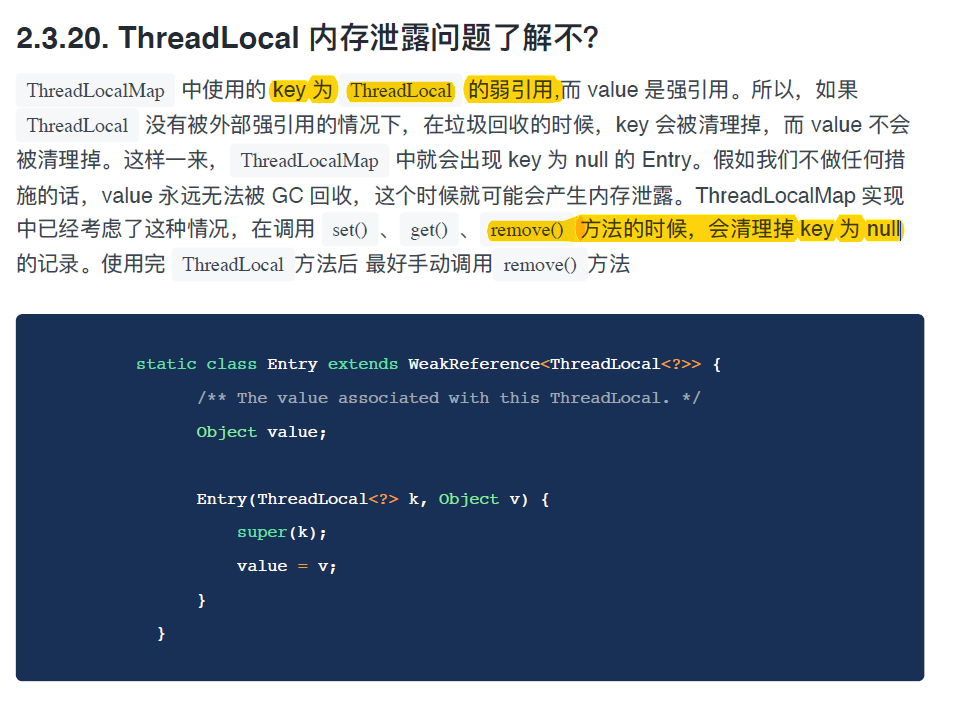 2.3.20. ThreadLocal 内存泄露问题了解不?
ThreadLocalMap 中使用的 key 为 ThreadLocal 的弱引用,而 value 是强引用。所以，如果
ThreadLocal 没有被外部强引用的情况下，在垃圾回收的时候，key 会被清理掉，而 value 不会
被清理掉。这样一来， ThreadLocalMap 中就会出现 key 为 null 的 Entry。假如我们不做任何措
施的话，value 永远无法被 GC 回收，这个时候就可能会产生内存泄露。ThreadLocalMap 实现
中已经考虑了这种情况，在调用 set() 、 get() 、 remove() 方法的时候，会清理掉 key 为 null
的记录。使用完 ThreadLocal 方法后 最好手动调用 remove() 方法
static class Entry extends WeakReference<ThreadLocal<?>> {
/** The value associated with this ThreadLocal. */
Object value;
Entry(ThreadLocal<?> k, Object v) {
super(k);
value = v;
}
}